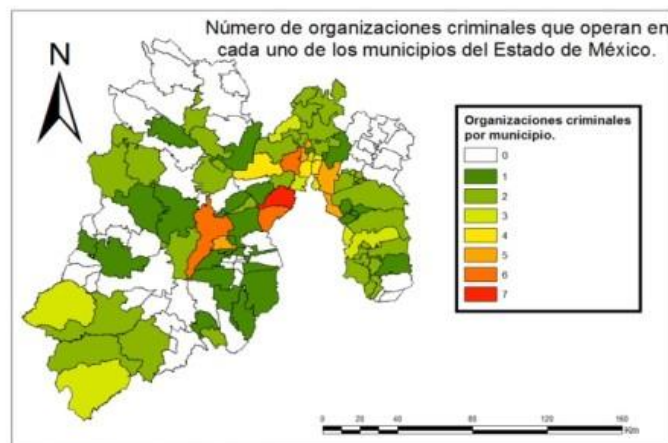 Número de organizaciones criminales que operan en
cada uno de los municipios del Estado de México.
N
Organizaciones criminales
por municipio.
0
1
2
3
4
5
6
7
0 20 40 80 120 160
Km